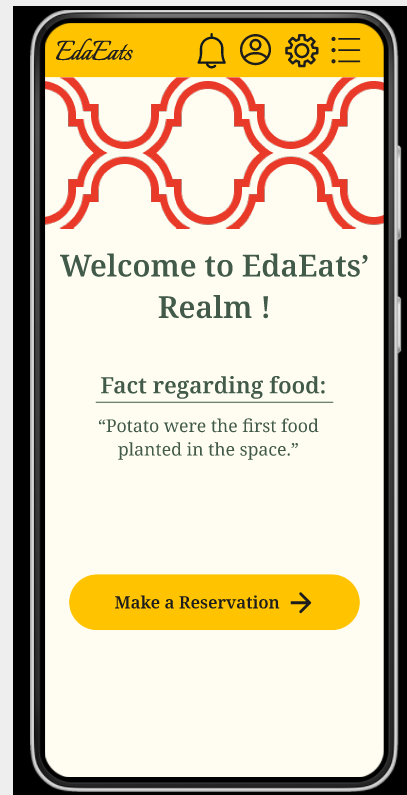 EdaEats
Welcome to EdaEats’
Realm !
Fact regarding food:
“Potato were the first food
planted in the space.”
Make a Reservation